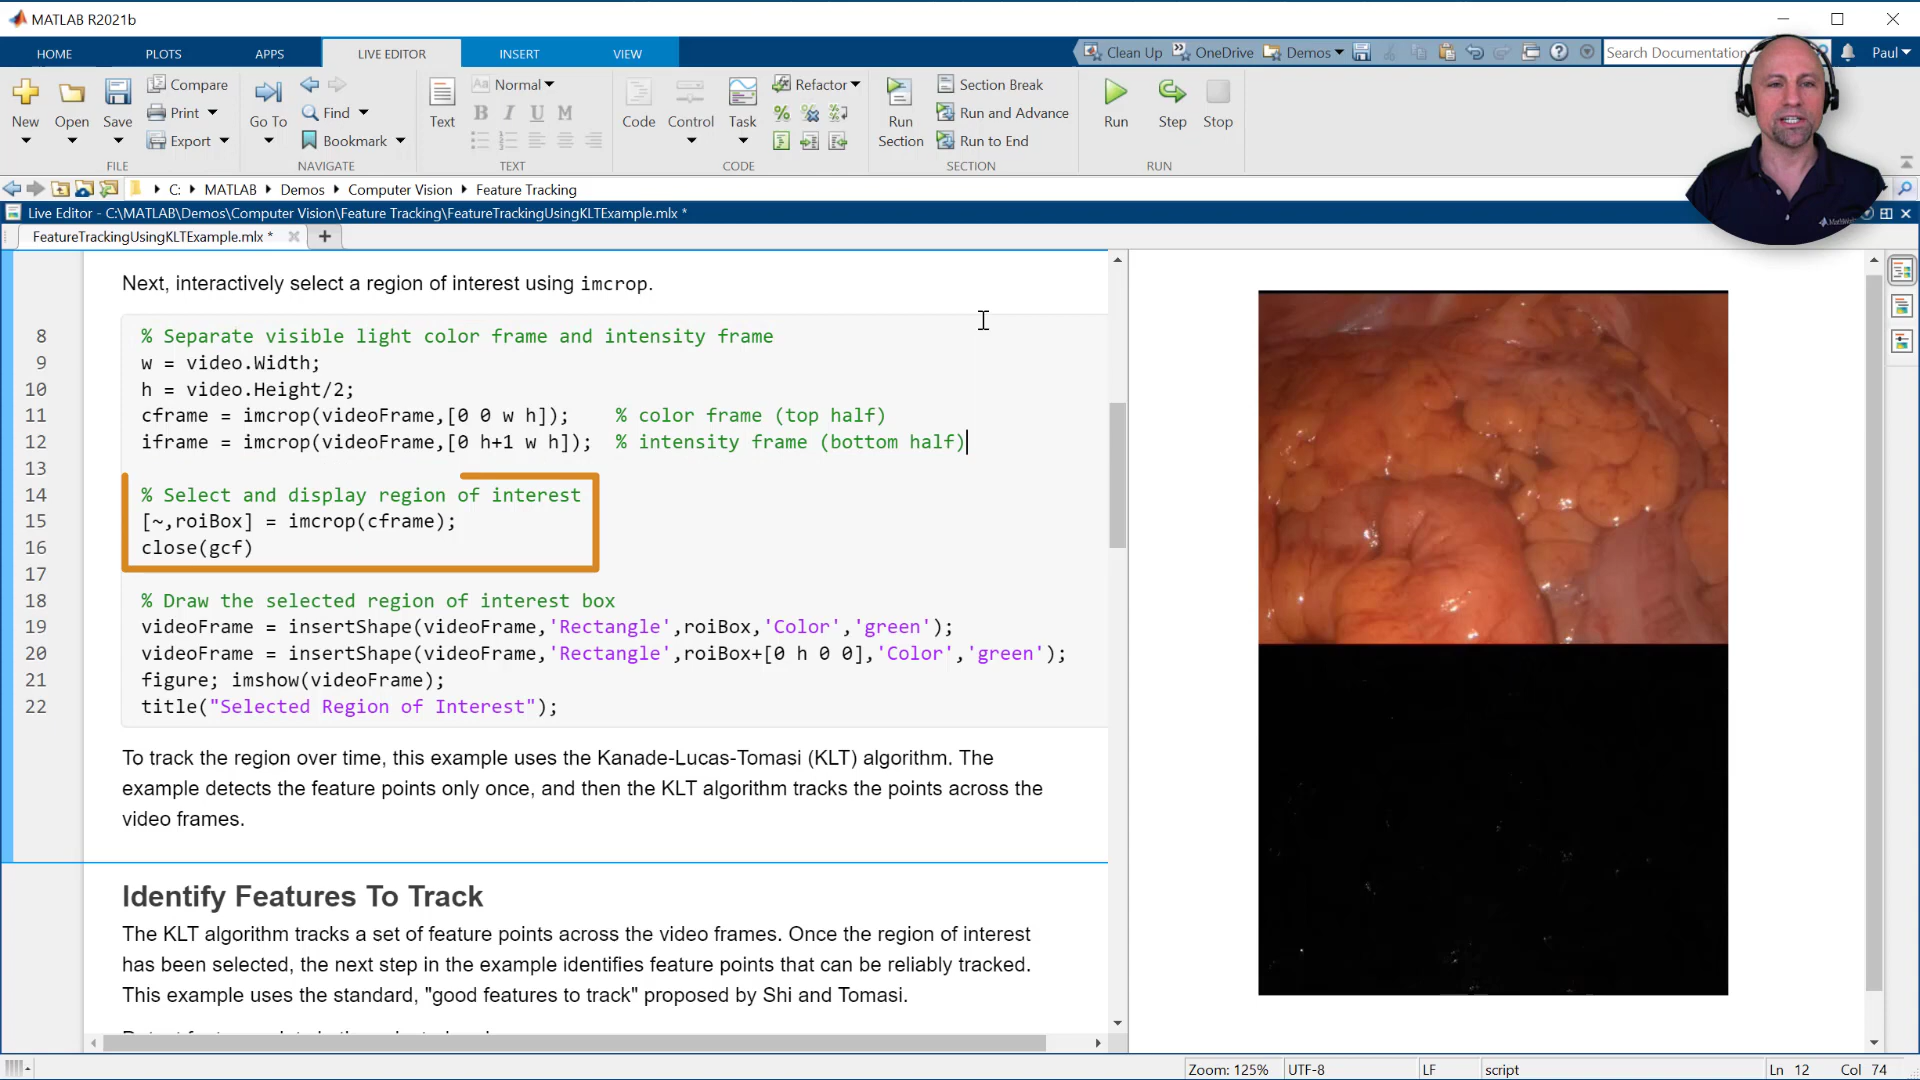 MATLAB R2021b
HOME PLOTS APPS LIVE EDITOR INSERT VIEW
Clean Up OneDrive Demos Search Documentation Paul
New Open Save Compare Print Export
FILE
Go To Find Bookmark
NAVIGATE
Text Aa Normal B I U M
TEXT
Code Control Task Refactor
CODE
Run Section Section Break Run and Advance Run to End
SECTION
Run Step Stop
RUN
C: MATLAB Demos Computer Vision Feature Tracking
Live Editor - C:\MATLAB\Demos\Computer Vision\Feature Tracking\FeatureTrackingUsingKLTExample.mlx *
FeatureTrackingUsingKLTExample.mlx *
Next, interactively select a region of interest using imcrop.
8 % Separate visible light color frame and intensity frame
9 w = video.Width;
10 h = video.Height/2;
11 cframe = imcrop(videoFrame,[0 0 w h]); % color frame (top half)
12 iframe = imcrop(videoFrame,[0 h+1 w h]); % intensity frame (bottom half)
13
14 % Select and display region of interest
15 [~,roiBox] = imcrop(cframe);
16 close(gcf)
17
18 % Draw the selected region of interest box
19 videoFrame = insertShape(videoFrame,'Rectangle',roiBox,'Color','green');
20 videoFrame = insertShape(videoFrame,'Rectangle',roiBox+[0 h 0 0],'Color','green');
21 figure; imshow(videoFrame);
22 title("Selected Region of Interest");
To track the region over time, this example uses the Kanade-Lucas-Tomasi (KLT) algorithm. The
example detects the feature points only once, and then the KLT algorithm tracks the points across the
video frames.
Identify Features To Track
The KLT algorithm tracks a set of feature points across the video frames. Once the region of interest
has been selected, the next step in the example identifies feature points that can be reliably tracked.
This example uses the standard, "good features to track" proposed by Shi and Tomasi.
Zoom: 125% UTF-8 LF script Ln 12 Col 74